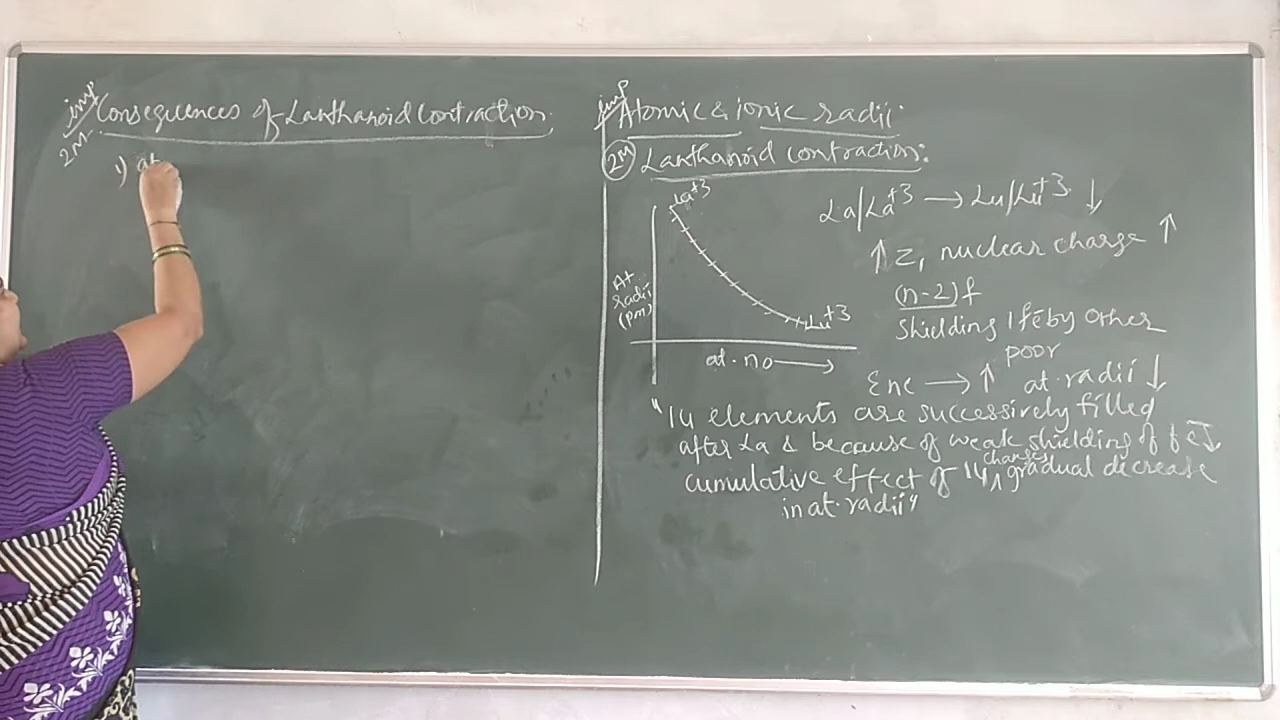 imp
Consequences of Lanthanoid Contraction
2M
1) at
imp
Atomic & ionic radii.
2M Lanthanoid contraction:
La+3
La/La+3 → Lu/Lu+3 ↓
↑ Z, nuclear charge ↑
(n-2)f
Shielding 1 fē by other
poor
At.
radii
(pm)
Lu+3
at. no →
Enc → ↑ at. radii ↓
"14 elements are successively filled
after La & because of weak shielding of f ē,
cumulative effect of 14 charges gradual decrease
in at. radii"